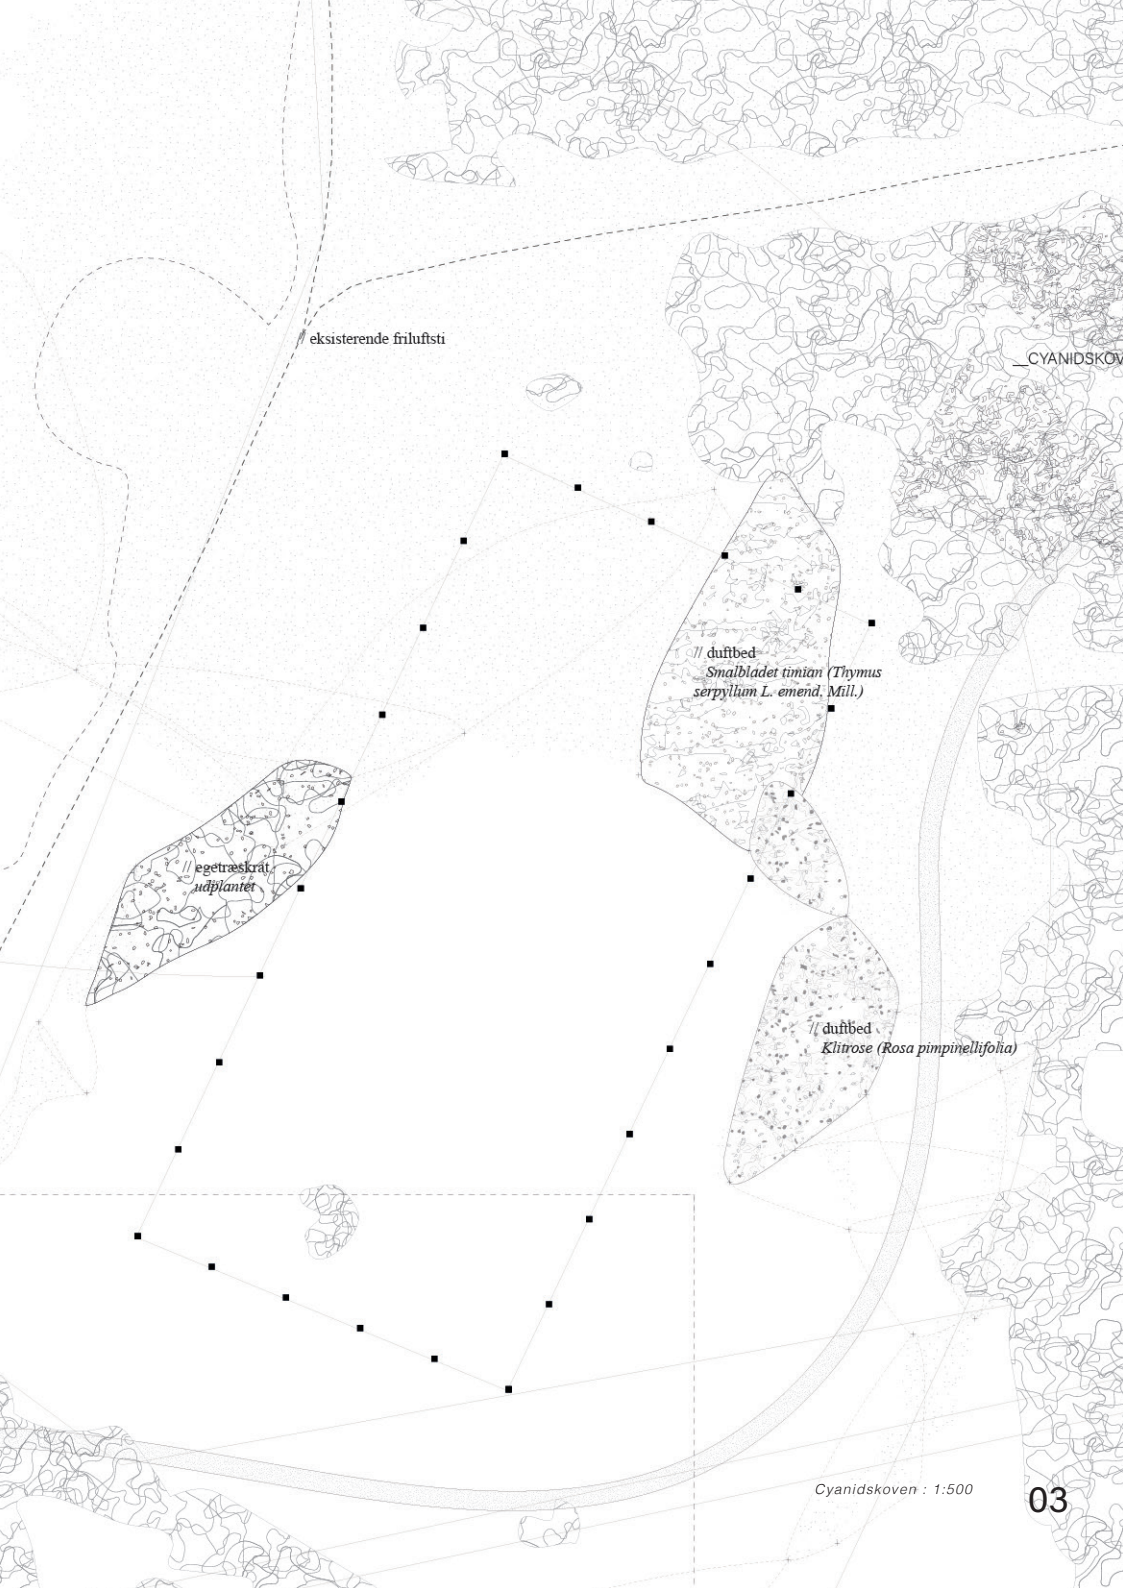 // eksisterende friluftsti
__CYANIDSKOV
// duftbed
Smalbladet timian (Thymus
serpyllum L. emend. Mill.)
// egetræskrat
udplantet
// duftbed
Klitrose (Rosa pimpinellifolia)
Cyanidskoven : 1:500
03